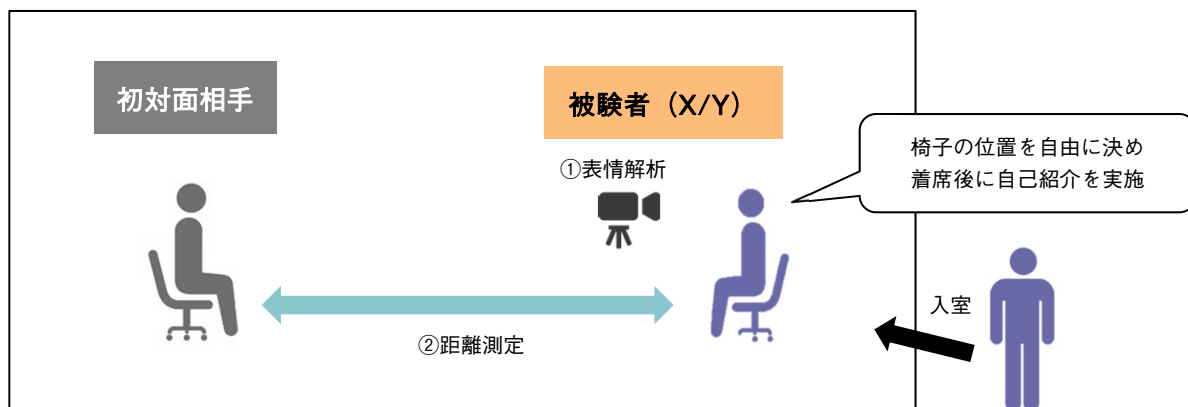 初対面相手
被験者（X/Y）
①表情解析
椅子の位置を自由に決め
着席後に自己紹介を実施
入室
②距離測定